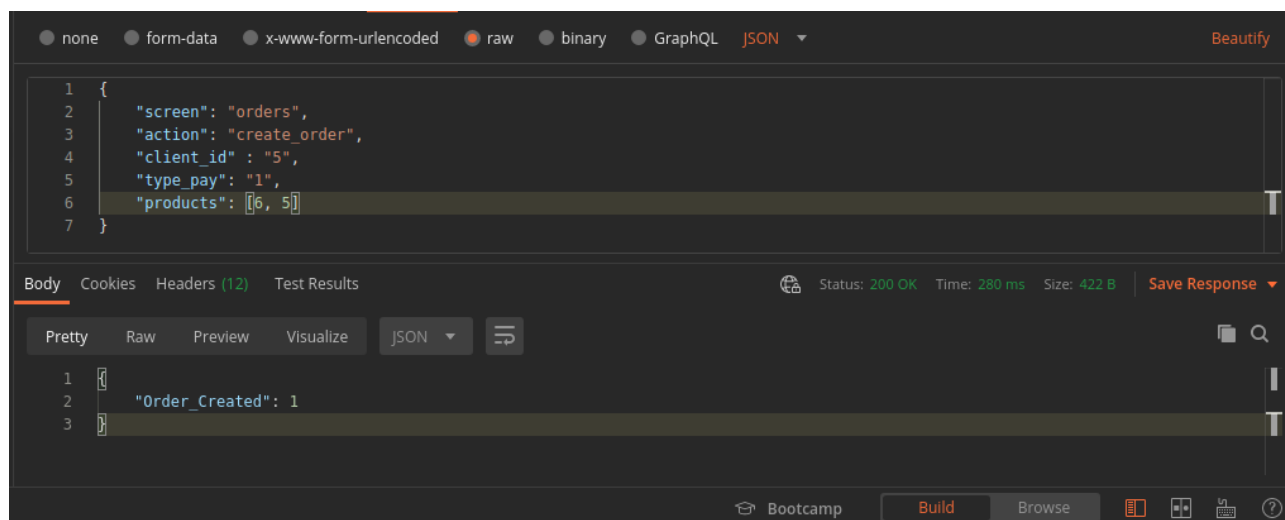 none form-data x-www-form-urlencoded raw binary GraphQL JSON Beautify
1 {
2 "screen": "orders",
3 "action": "create_order",
4 "client_id" : "5",
5 "type_pay": "1",
6 "products": [6, 5]
7 }
Body Cookies Headers (12) Test Results Status: 200 OK Time: 280 ms Size: 422 B Save Response
Pretty Raw Preview Visualize JSON
1 {
2 "Order_Created": 1
3 }
Bootcamp Build Browse